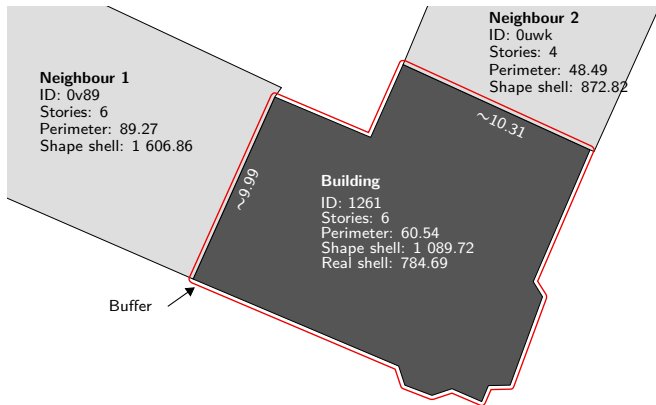 Neighbour 1
ID: 0v89
Stories: 6
Perimeter: 89.27
Shape shell: 1 606.86
Neighbour 2
ID: 0uwk
Stories: 4
Perimeter: 48.49
Shape shell: 872.82
~10.31
~9.99
Building
ID: 1261
Stories: 6
Perimeter: 60.54
Shape shell: 1 089.72
Real shell: 784.69
Buffer